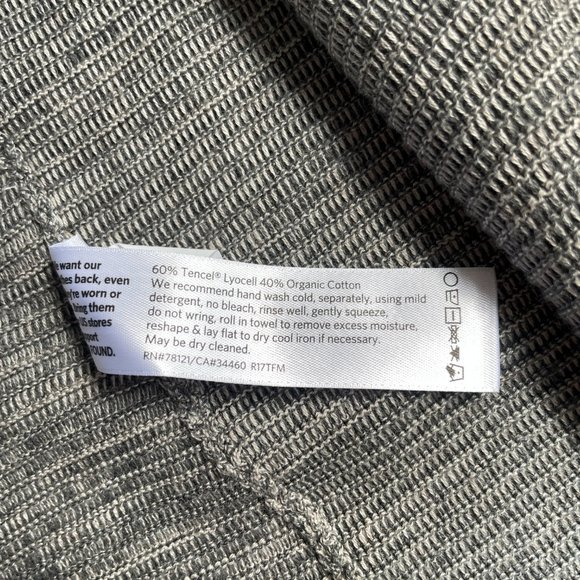 want our
back, even
worn or
them
stores
FOUND.
60% Tencel® Lyocell 40% Organic Cotton
We recommend hand wash cold, separately, using mild
detergent, no bleach, rinse well, gently squeeze,
do not wring, roll in towel to remove excess moisture,
reshape & lay flat to dry cool iron if necessary.
May be dry cleaned.
RN#78121/CA#34460 R17TFM